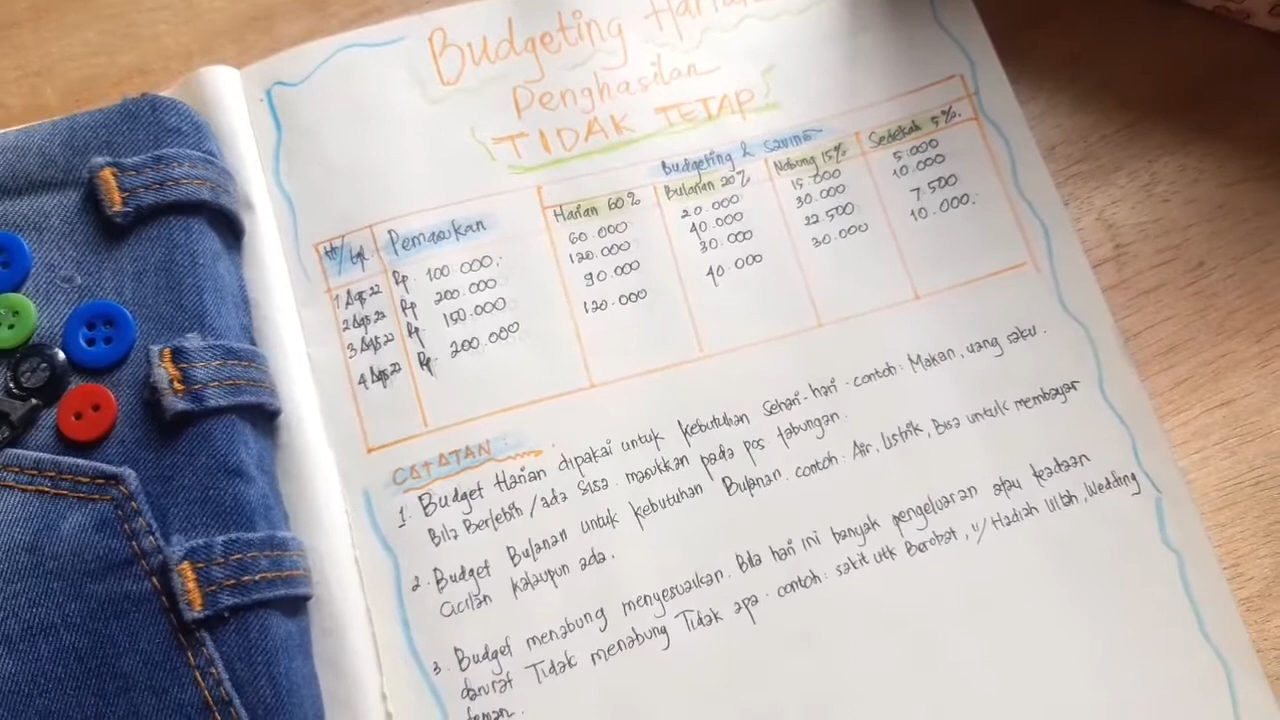 Budgeting Harian
Penghasilan
TIDAK TETAP
Budgeting & saving
Hr/tgl. Pemasukan Harian 60% Bulanan 20% Nabung 15% Sedekah 5%.
1 Ags 22 Rp. 100.000,- 60.000 20.000 15.000 5.000
2 Ags 22 Rp 200.000 120.000 40.000 30.000 10.000
3 Ags 22 Rp. 150.000 90.000 30.000 22.500 7.500
4 Ags 22 Rp. 200.000 120.000 40.000 30.000 10.000.
CATATAN:
1. Budget Harian dipakai untuk kebutuhan sehari-hari. contoh: Makan, uang saku.
Bila Berlebih/ada sisa. masukkan pada pos tabungan.
2. Budget Bulanan untuk kebutuhan Bulanan. contoh: Air, Listrik, Bisa untuk membayar
Cicilan kalaupun ada.
3. Budget menabung menyesuaikan. Bila hari ini banyak pengeluaran atau keadaan
darurat Tidak menabung Tidak apa. contoh: sakit utk Berobat, u/ Hadiah Ultah, Wedding
teman.